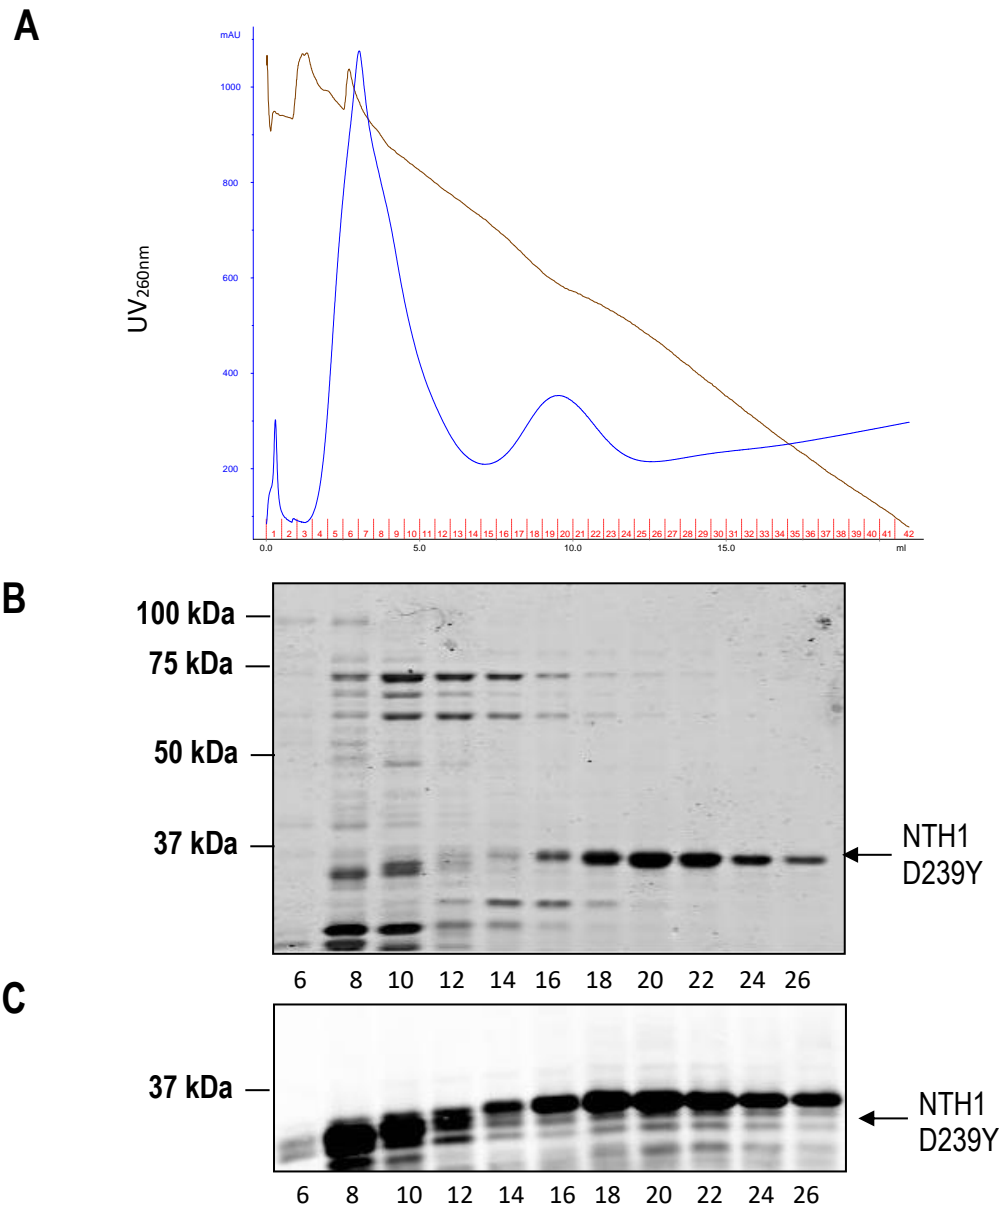 A
mAU
1000
800
600
400
200
UV260nm
1 2 3 4 5 6 7 8 9 10 11 12 13 14 15 16 17 18 19 20 21 22 23 24 25 26 27 28 29 30 31 32 33 34 35 36 37 38 39 40 41 42
0.0 5.0 10.0 15.0 ml
B
100 kDa
75 kDa
50 kDa
37 kDa
NTH1
D239Y
6 8 10 12 14 16 18 20 22 24 26
C
37 kDa
NTH1
D239Y
6 8 10 12 14 16 18 20 22 24 26